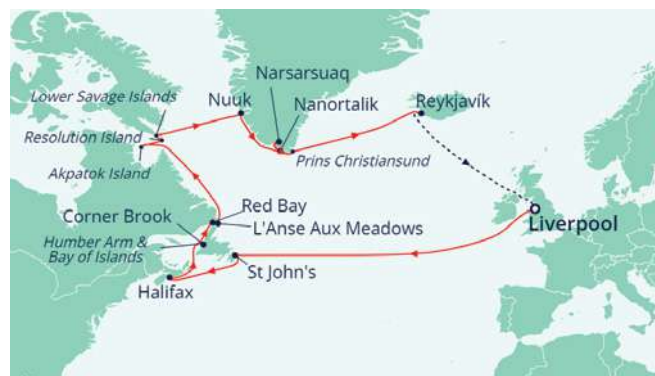 Narsarsuaq
Lower Savage Islands
Nuuk
Nanortalik
Reykjavík
Resolution Island
Prins Christiansund
Akpatok Island
Red Bay
Corner Brook
L'Anse Aux Meadows
Liverpool
Humber Arm &
Bay of Islands
St John's
Halifax